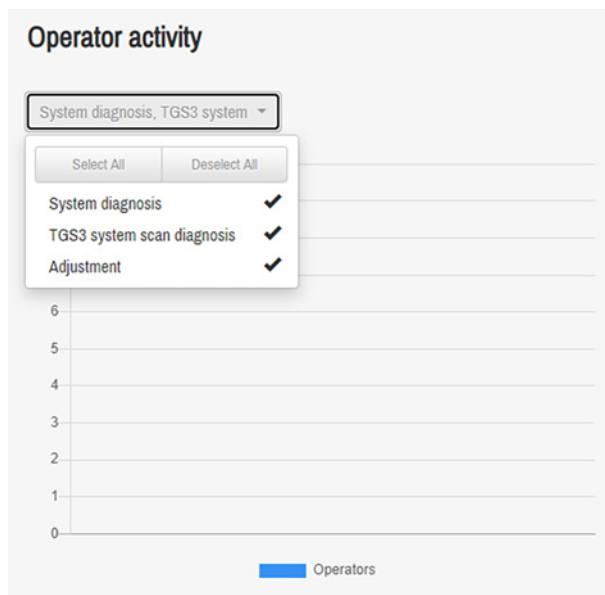 Operator activity
System diagnosis, TGS3 system
Select All Deselect All
System diagnosis
TGS3 system scan diagnosis
Adjustment
6
5
4
3
2
1
0
Operators